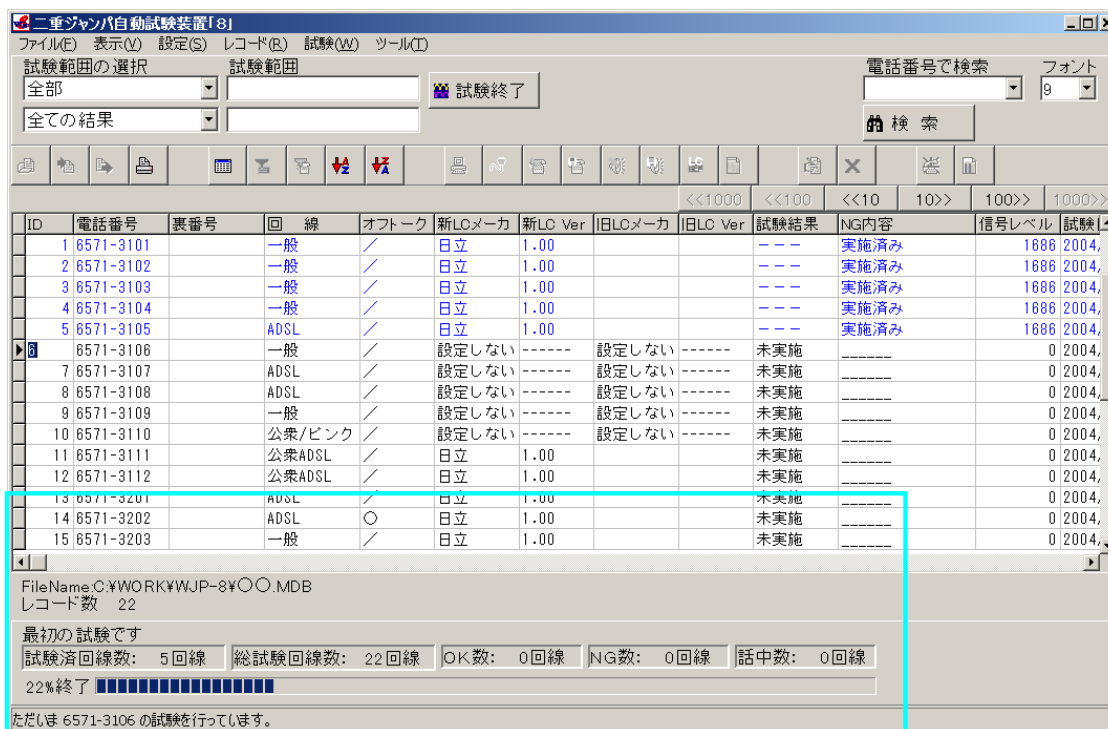 二重ジャンパ自動試験装置「8」
ファイル(F) 表示(V) 設定(S) レコード(R) 試験(W) ツール(T)
試験範囲の選択 試験範囲 電話番号で検索 フォント
全部 試験終了 9
全ての結果 検 索
<<1000 <<100 <<10 10>> 100>> 1000>>
ID 電話番号 裏番号 回 線 オフトーク 新LCメーカ 新LC Ver 旧LCメーカ 旧LC Ver 試験結果 NG内容 信号レベル 試験
1 6571-3101 一般 ／ 日立 1.00 --- 実施済み 1686 2004/
2 6571-3102 一般 ／ 日立 1.00 --- 実施済み 1686 2004/
3 6571-3103 一般 ／ 日立 1.00 --- 実施済み 1686 2004/
4 6571-3104 一般 ／ 日立 1.00 --- 実施済み 1686 2004/
5 6571-3105 ADSL ／ 日立 1.00 --- 実施済み 1686 2004/
6 6571-3106 一般 ／ 設定しない ------ 設定しない ------ 未実施 ______ 0 2004/
7 6571-3107 ADSL ／ 設定しない ------ 設定しない ------ 未実施 ______ 0 2004/
8 6571-3108 ADSL ／ 設定しない ------ 設定しない ------ 未実施 ______ 0 2004/
9 6571-3109 一般 ／ 設定しない ------ 設定しない ------ 未実施 ______ 0 2004/
10 6571-3110 公衆/ピンク ／ 設定しない ------ 設定しない ------ 未実施 ______ 0 2004/
11 6571-3111 公衆ADSL ／ 日立 1.00 未実施 ______ 0 2004/
12 6571-3112 公衆ADSL ／ 日立 1.00 未実施 ______ 0 2004/
13 6571-3201 ADSL ／ 日立 1.00 未実施 ______ 0 2004/
14 6571-3202 ADSL ○ 日立 1.00 未実施 ______ 0 2004/
15 6571-3203 一般 ／ 日立 1.00 未実施 ______ 0 2004/
FileName:C:¥WORK¥WJP-8¥○○.MDB
レコード数 22
最初の試験です
試験済回線数: 5回線 総試験回線数: 22回線 OK数: 0回線 NG数: 0回線 話中数: 0回線
22%終了
ただいま 6571-3106 の試験を行っています。